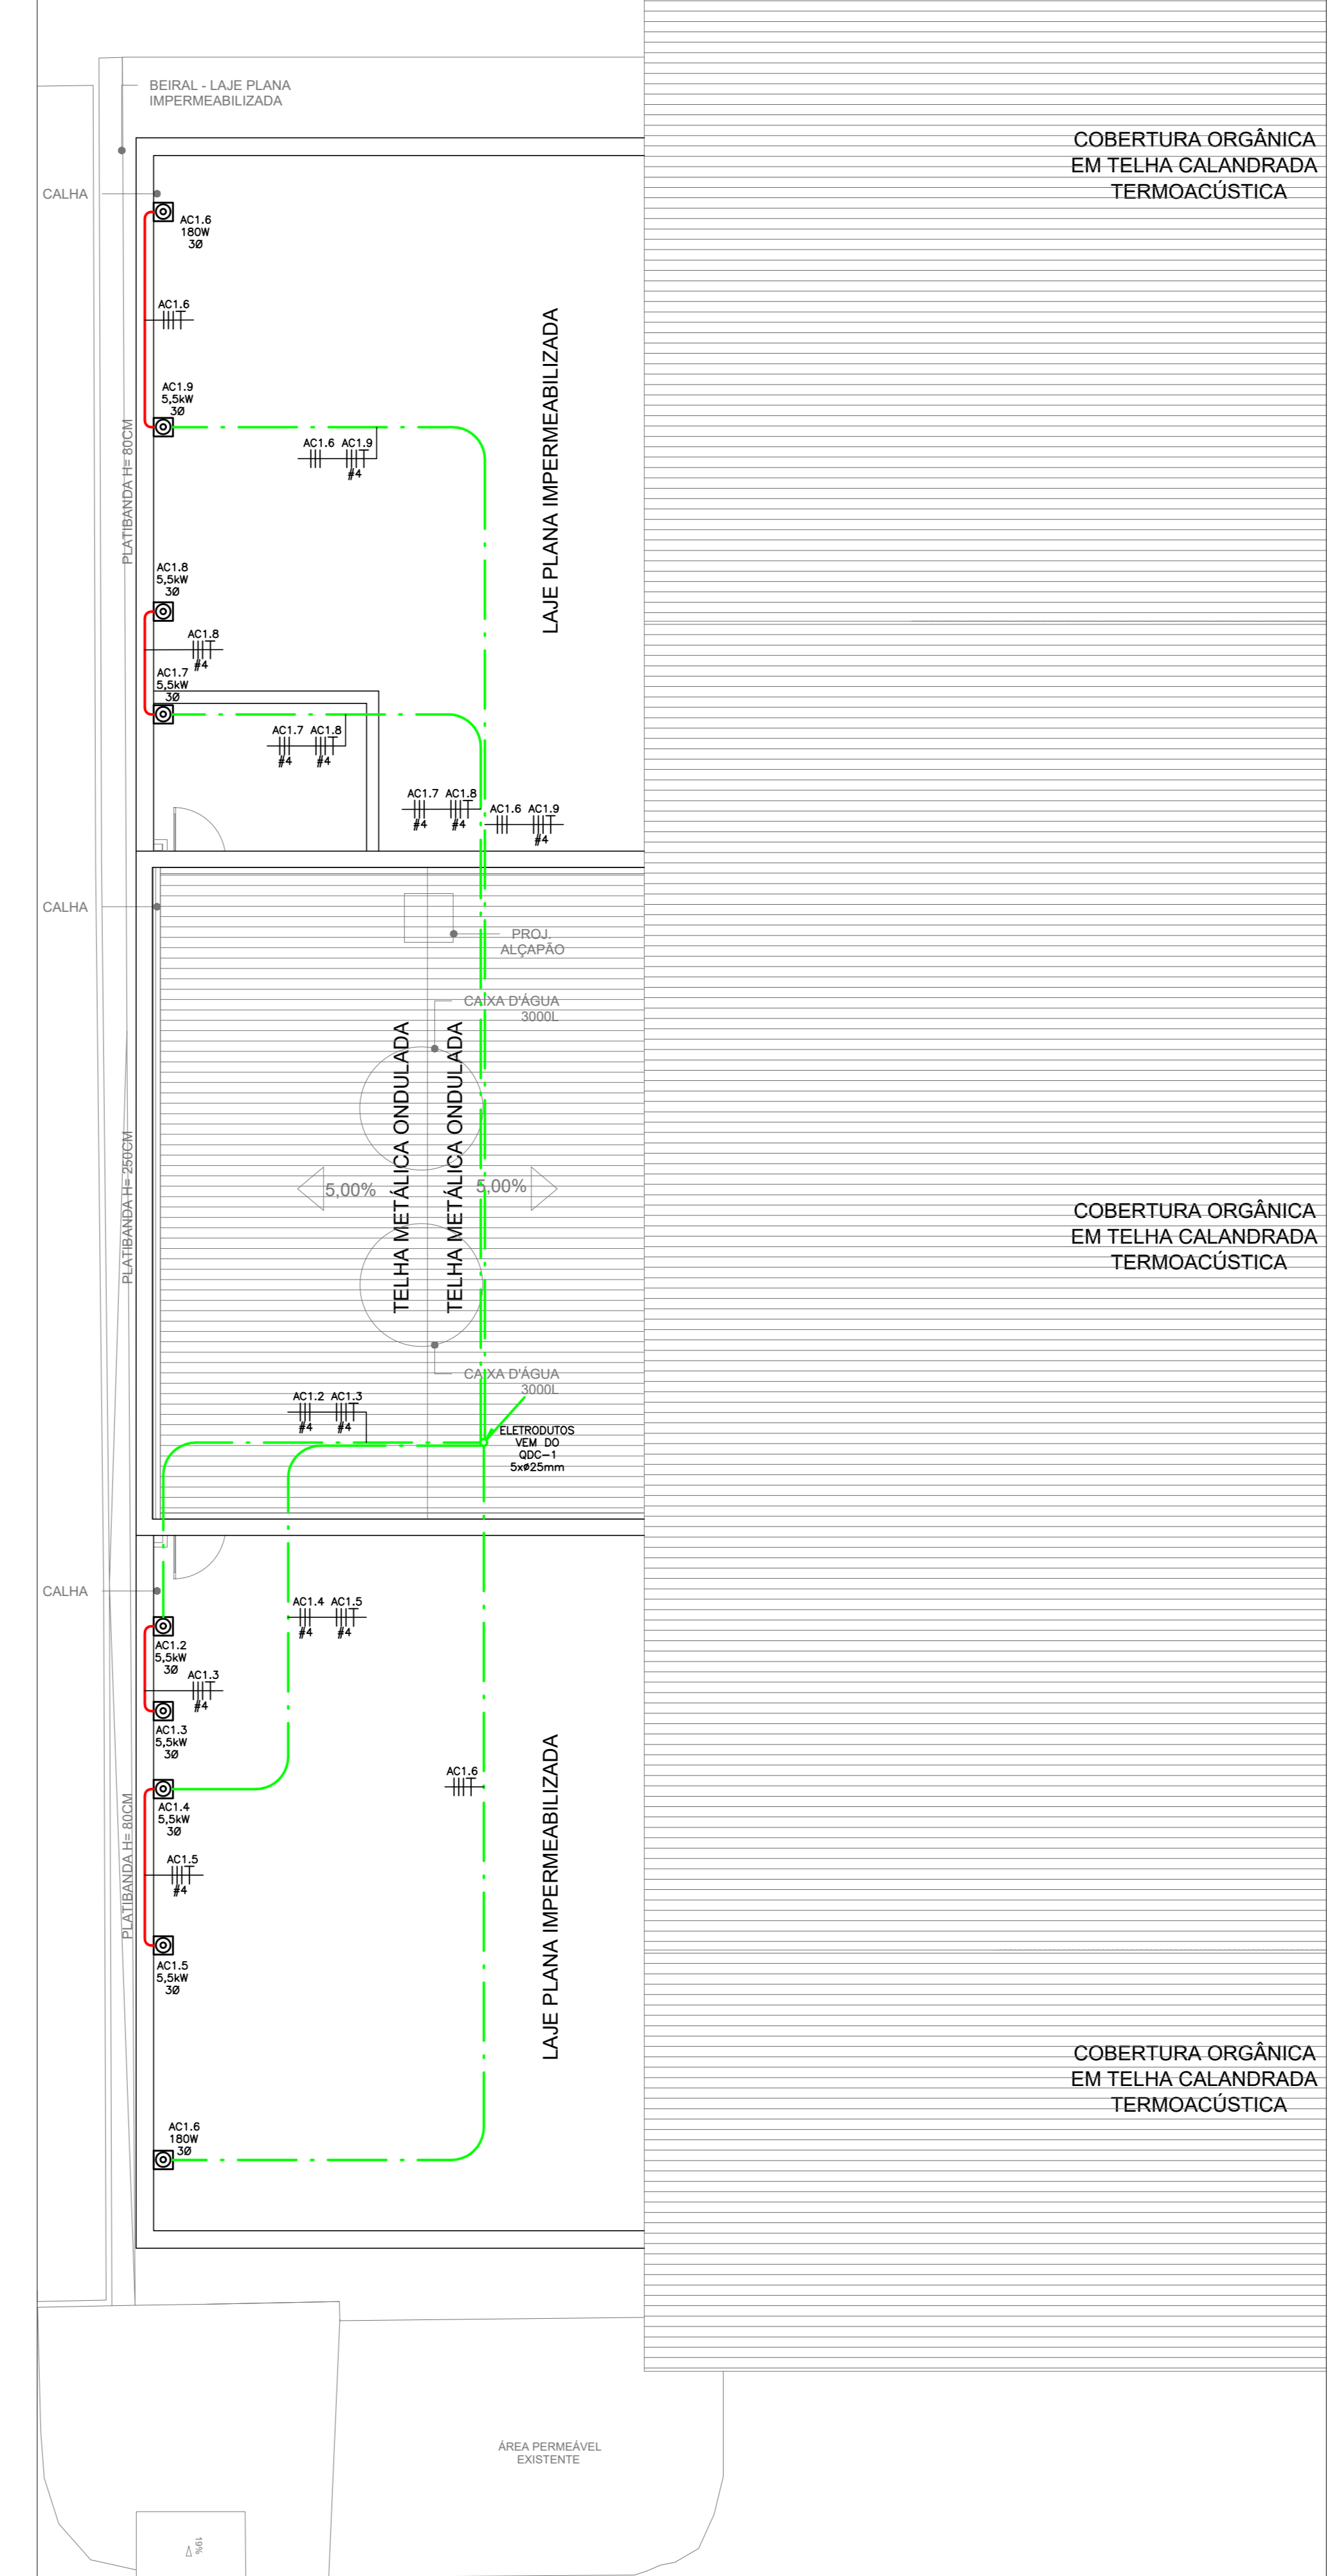 BEIRAL - LAJE PLANA
IMPERMEABILIZADA
COBERTURA ORGÂNICA
EM TELHA CALANDRADA
TERMOACÚSTICA
CALHA
AC1.6
180W
3Ø
AC1.6
AC1.9
5,5kW
3Ø
AC1.6 AC1.9
#4
PLATIBANDA H= 80CM
LAJE PLANA IMPERMEABILIZADA
AC1.8
5,5kW
3Ø
AC1.8
#4
AC1.7
5,5kW
3Ø
AC1.7 AC1.8
#4 #4
AC1.7 AC1.8
#4 #4
AC1.6 AC1.9
#4
CALHA
PROJ.
ALÇAPÃO
CAIXA D'ÁGUA
3000L
TELHA METÁLICA ONDULADA
TELHA METÁLICA ONDULADA
PLATIBANDA H= 250CM
5,00%
5,00%
COBERTURA ORGÂNICA
EM TELHA CALANDRADA
TERMOACÚSTICA
CAIXA D'ÁGUA
3000L
AC1.2 AC1.3
#4 #4
ELETRODUTOS
VEM DO
QDC-1
5xø25mm
CALHA
AC1.4 AC1.5
#4 #4
AC1.2
5,5kW
3Ø
AC1.3
#4
AC1.3
5,5kW
3Ø
AC1.6
AC1.4
5,5kW
3Ø
PLATIBANDA H= 80CM
LAJE PLANA IMPERMEABILIZADA
AC1.5
#4
AC1.5
5,5kW
3Ø
COBERTURA ORGÂNICA
EM TELHA CALANDRADA
TERMOACÚSTICA
AC1.6
180W
3Ø
ÁREA PERMEÁVEL
EXISTENTE
19%